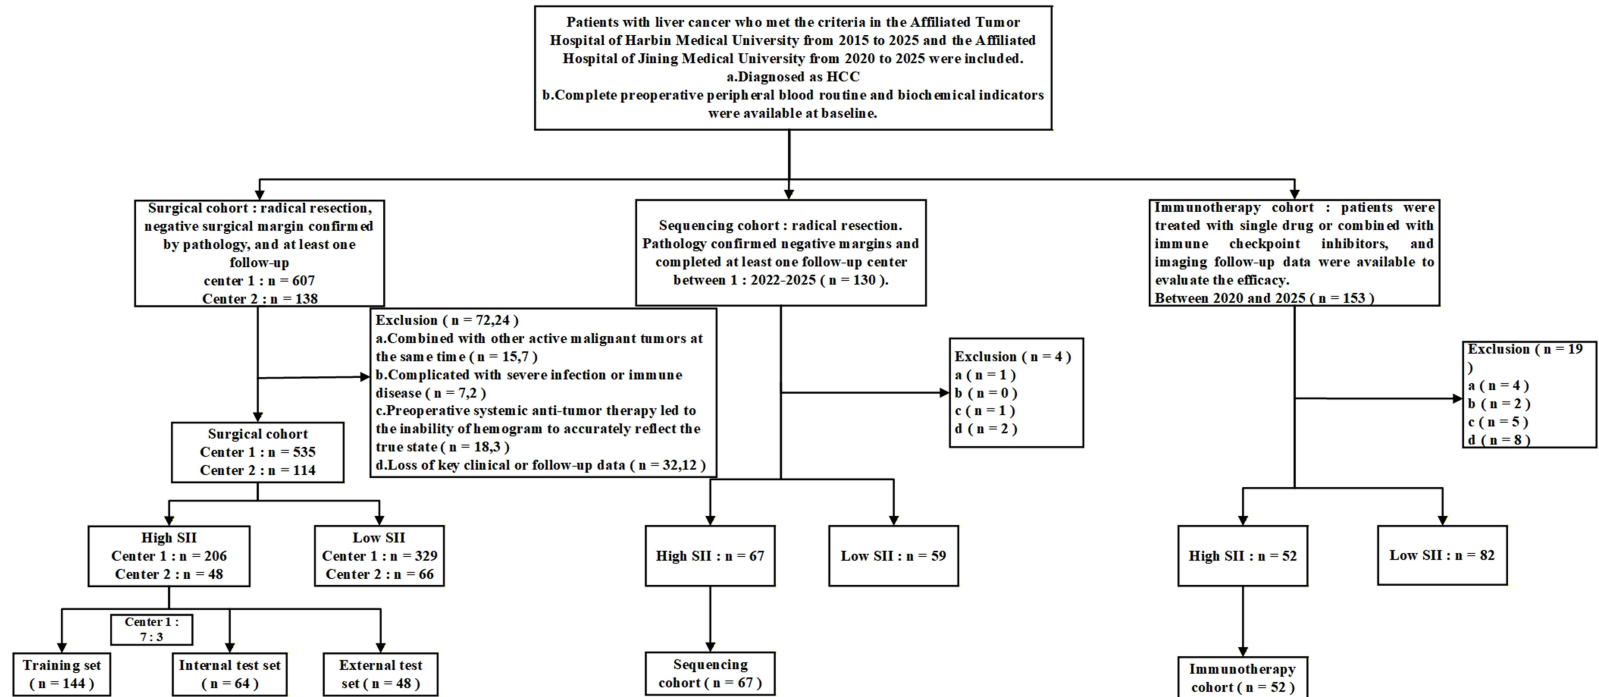 Patients with liver cancer who met the criteria in the Affiliated Tumor
Hospital of Harbin Medical University from 2015 to 2025 and the Affiliated
Hospital of Jining Medical University from 2020 to 2025 were included.
a.Diagnosed as HCC
b.Complete preoperative peripheral blood routine and biochemical indicators
were available at baseline.
Surgical cohort : radical resection,
negative surgical margin confirmed
by pathology, and at least one
follow-up
center 1 : n = 607
Center 2 : n = 138
Sequencing cohort : radical resection.
Pathology confirmed negative margins and
completed at least one follow-up center
between 1 : 2022-2025 ( n = 130 ).
Immunotherapy cohort : patients were
treated with single drug or combined with
immune checkpoint inhibitors, and
imaging follow-up data were available to
evaluate the efficacy.
Between 2020 and 2025 ( n = 153 )
Exclusion ( n = 72,24 )
a.Combined with other active malignant tumors at
the same time ( n = 15,7 )
b.Complicated with severe infection or immune
disease ( n = 7,2 )
c.Preoperative systemic anti-tumor therapy led to
the inability of hemogram to accurately reflect the
true state ( n = 18,3 )
d.Loss of key clinical or follow-up data ( n = 32,12 )
Exclusion ( n = 4 )
a ( n = 1 )
b ( n = 0 )
c ( n = 1 )
d ( n = 2 )
Exclusion ( n = 19
)
a ( n = 4 )
b ( n = 2 )
c ( n = 5 )
d ( n = 8 )
Surgical cohort
Center 1 : n = 535
Center 2 : n = 114
High SII
Center 1 : n = 206
Center 2 : n = 48
Low SII
Center 1 : n = 329
Center 2 : n = 66
High SII : n = 67
Low SII : n = 59
High SII : n = 52
Low SII : n = 82
Center 1 :
7 : 3
Training set
( n = 144 )
Internal test set
( n = 64 )
External test
set ( n = 48 )
Sequencing
cohort ( n = 67 )
Immunotherapy
cohort ( n = 52 )